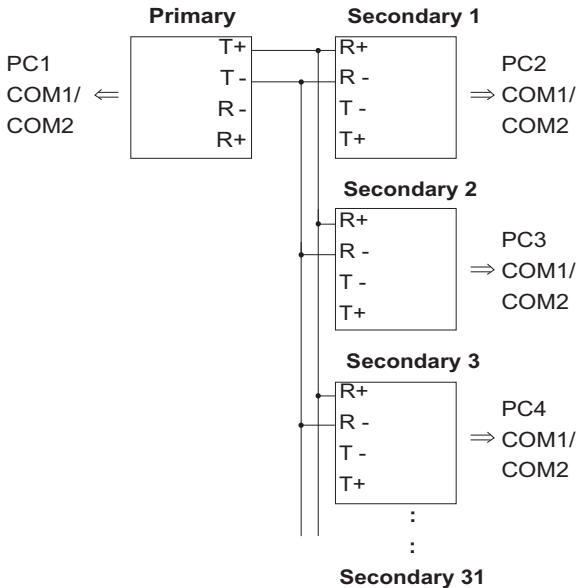 Primary
T+
T -
R -
R+
PC1
COM1/ ⇐
COM2
Secondary 1
R+
R -
T -
T+
PC2
⇒ COM1/
COM2
Secondary 2
R+
R -
T -
T+
PC3
⇒ COM1/
COM2
Secondary 3
R+
R -
T -
T+
PC4
⇒ COM1/
COM2
:
:
Secondary 31